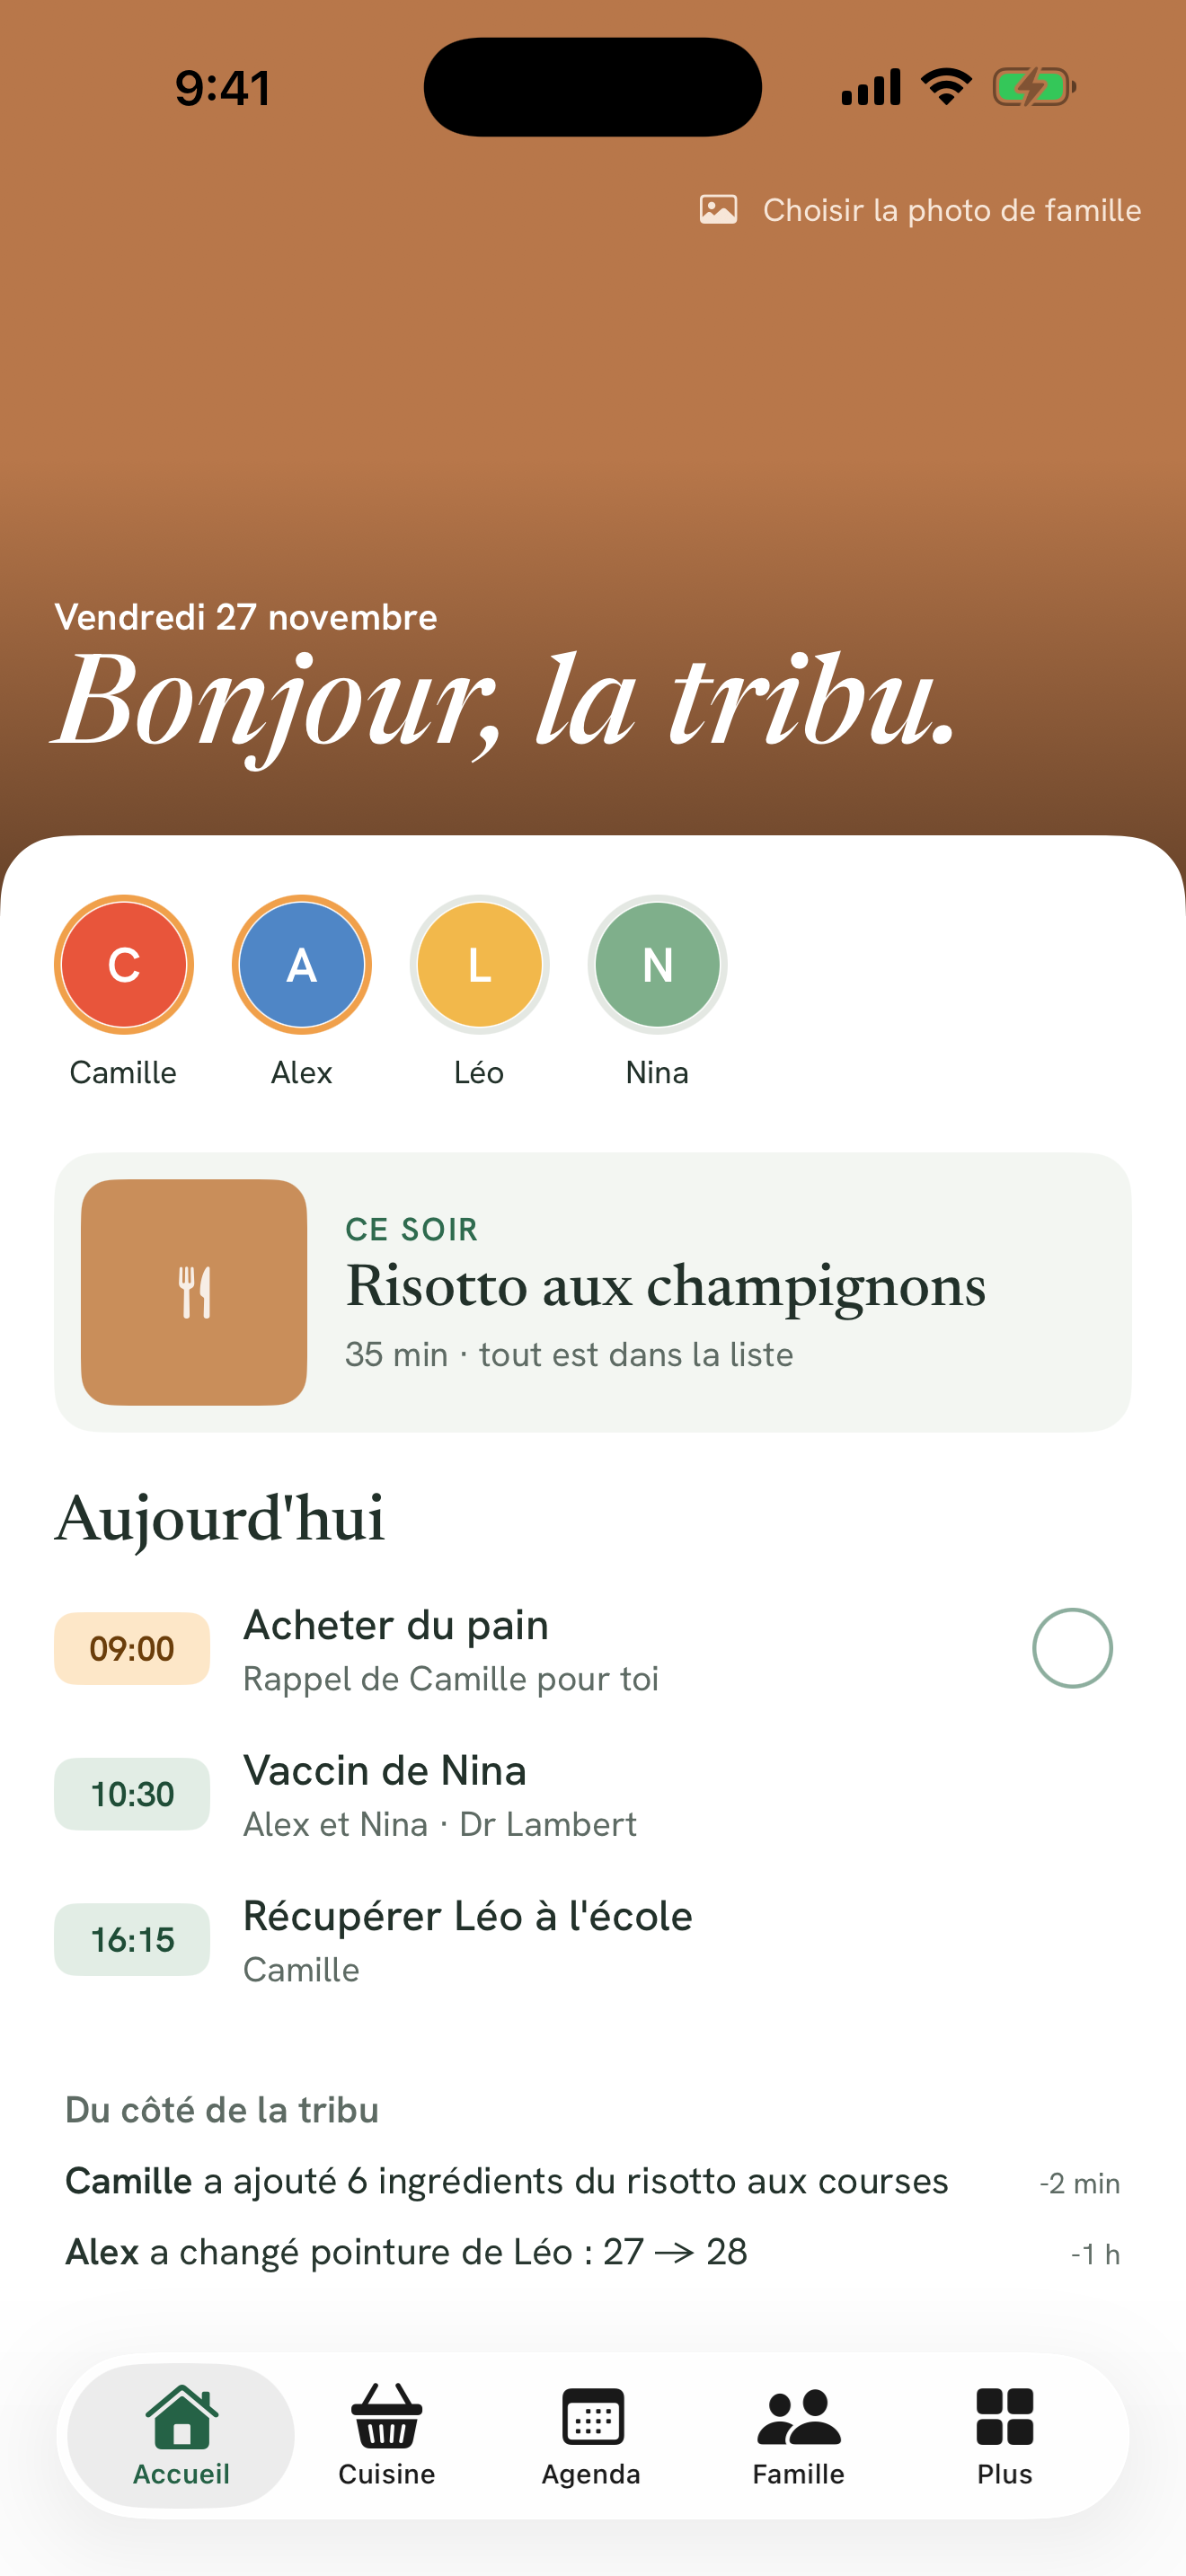 9:41
Choisir la photo de famille
Vendredi 27 novembre
Bonjour, la tribu.
C
A
L
N
Camille
Alex
Léo
Nina
CE SOIR
Risotto aux champignons
35 min · tout est dans la liste
Aujourd'hui
09:00
Acheter du pain
Rappel de Camille pour toi
10:30
Vaccin de Nina
Alex et Nina · Dr Lambert
16:15
Récupérer Léo à l'école
Camille
Du côté de la tribu
Camille a ajouté 6 ingrédients du risotto aux courses
-2 min
Alex a changé pointure de Léo : 27 → 28
-1 h
Accueil
Cuisine
Agenda
Famille
Plus